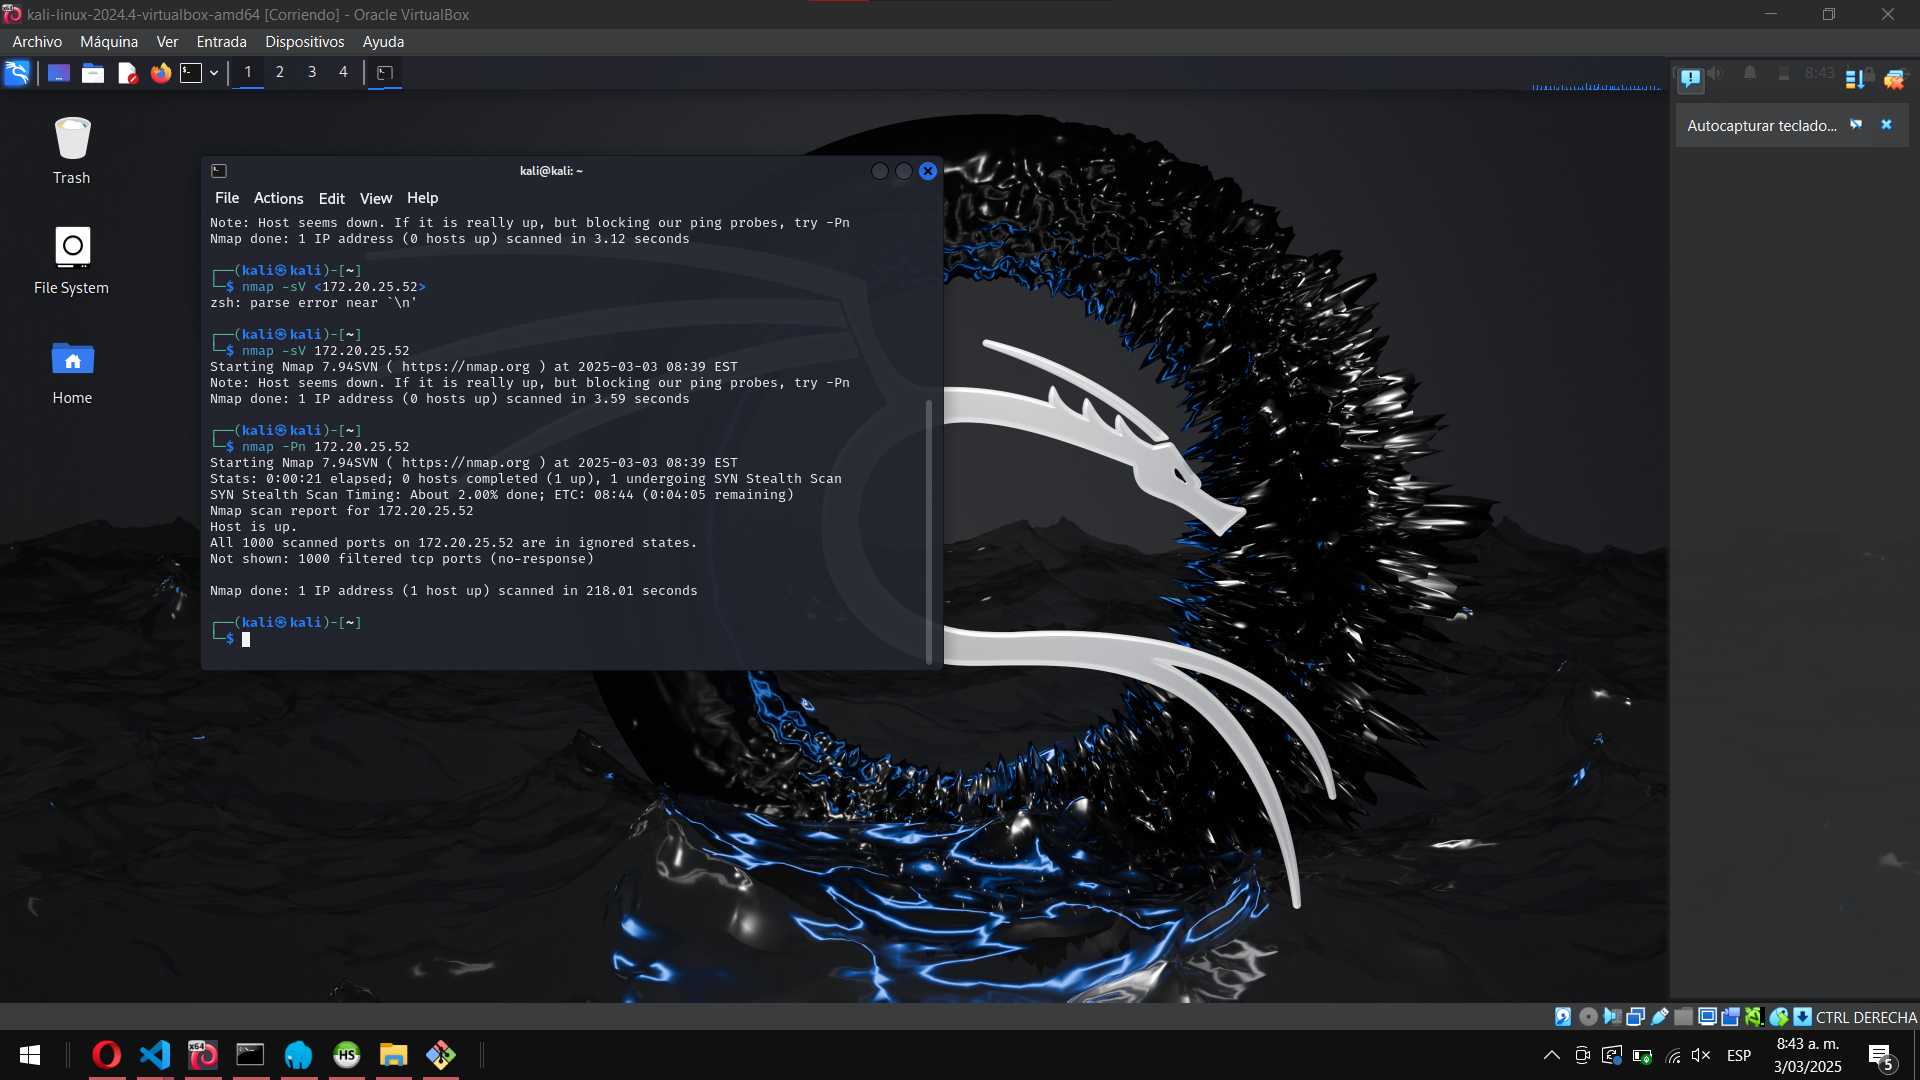 kali-linux-2024.4-virtualbox-amd64 [Corriendo] - Oracle VirtualBox
Archivo Máquina Ver Entrada Dispositivos Ayuda
1 2 3 4
8:43
Autocapturar teclado...
Trash
File System
Home
kali@kali: ~
File Actions Edit View Help
Note: Host seems down. If it is really up, but blocking our ping probes, try -Pn
Nmap done: 1 IP address (0 hosts up) scanned in 3.12 seconds
┌──(kali㉿kali)-[~]
└─$ nmap -sV <172.20.25.52>
zsh: parse error near `\n'
┌──(kali㉿kali)-[~]
└─$ nmap -sV 172.20.25.52
Starting Nmap 7.94SVN ( https://nmap.org ) at 2025-03-03 08:39 EST
Note: Host seems down. If it is really up, but blocking our ping probes, try -Pn
Nmap done: 1 IP address (0 hosts up) scanned in 3.59 seconds
┌──(kali㉿kali)-[~]
└─$ nmap -Pn 172.20.25.52
Starting Nmap 7.94SVN ( https://nmap.org ) at 2025-03-03 08:39 EST
Stats: 0:00:21 elapsed; 0 hosts completed (1 up), 1 undergoing SYN Stealth Scan
SYN Stealth Scan Timing: About 2.00% done; ETC: 08:44 (0:04:05 remaining)
Nmap scan report for 172.20.25.52
Host is up.
All 1000 scanned ports on 172.20.25.52 are in ignored states.
Not shown: 1000 filtered tcp ports (no-response)
Nmap done: 1 IP address (1 host up) scanned in 218.01 seconds
┌──(kali㉿kali)-[~]
└─$
CTRL DERECHA
x64
HS
ESP
8:43 a. m.
3/03/2025
5